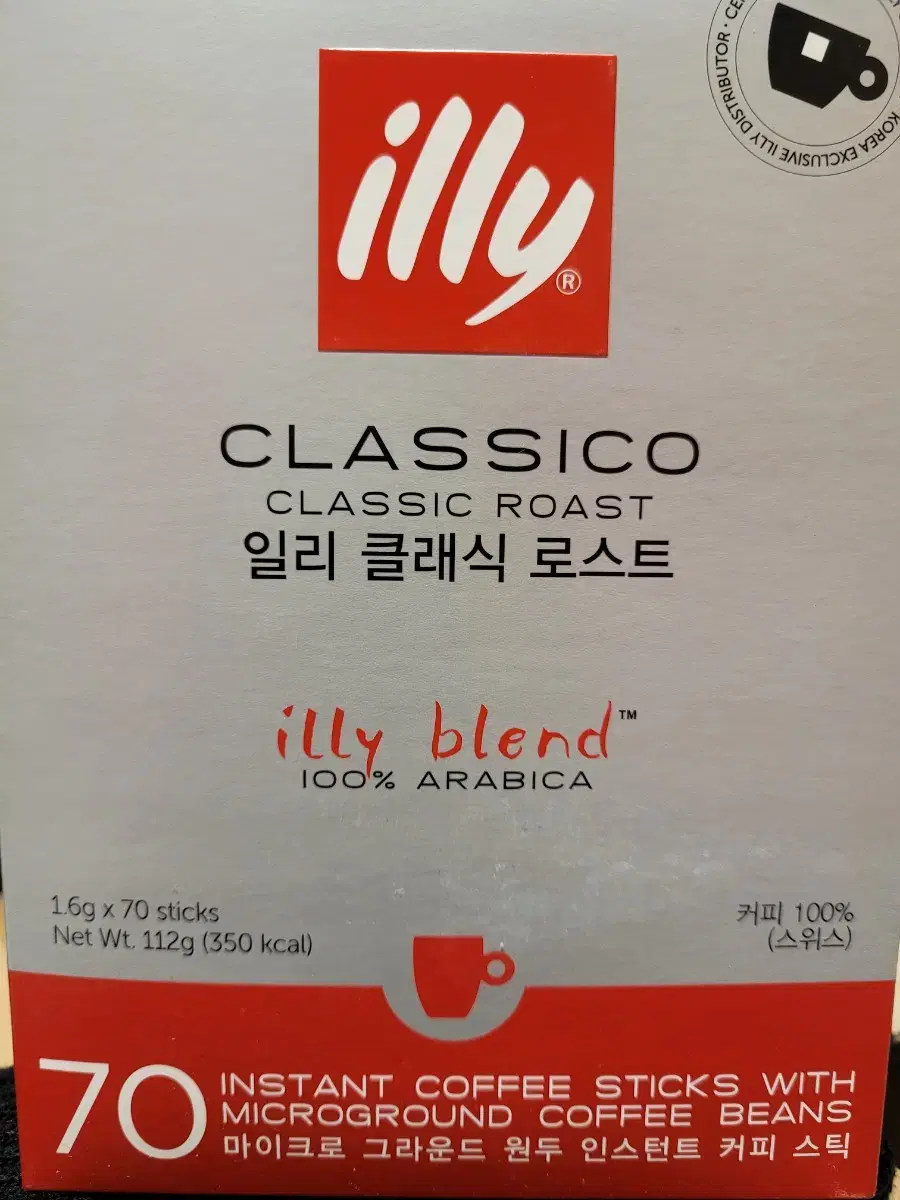 KOREA EXCLUSIVE ILLY DISTRIBUTOR
illy®
CLASSICO
CLASSIC ROAST
일리 클래식 로스트
illy blend™
100% ARABICA
1.6g x 70 sticks
Net Wt. 112g (350 kcal)
커피 100%
(스위스)
70
INSTANT COFFEE STICKS WITH
MICROGROUND COFFEE BEANS
마이크로 그라운드 원두 인스턴트 커피 스틱